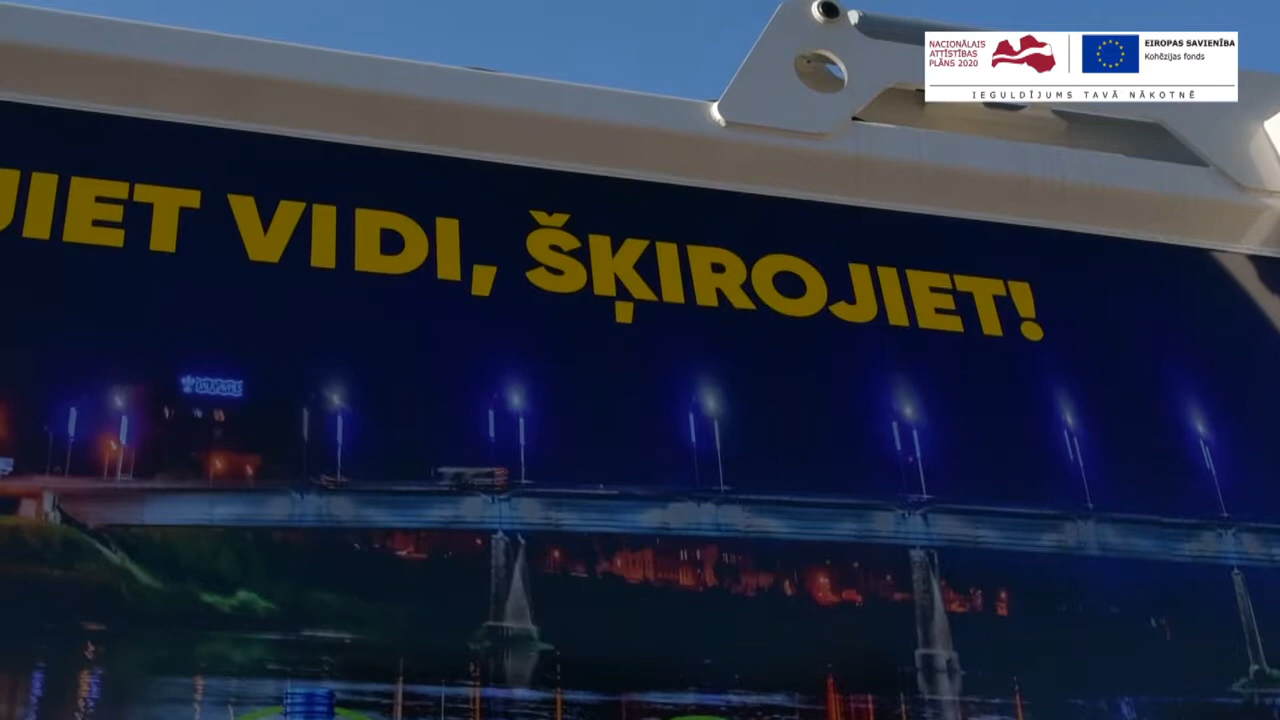 NACIONĀLAIS
ATTĪSTĪBAS
PLĀNS 2020
EIROPAS SAVIENĪBA
Kohēzijas fonds
IEGULDĪJUMS TAVĀ NĀKOTNĒ
JIET VIDI, ŠĶIROJIET!